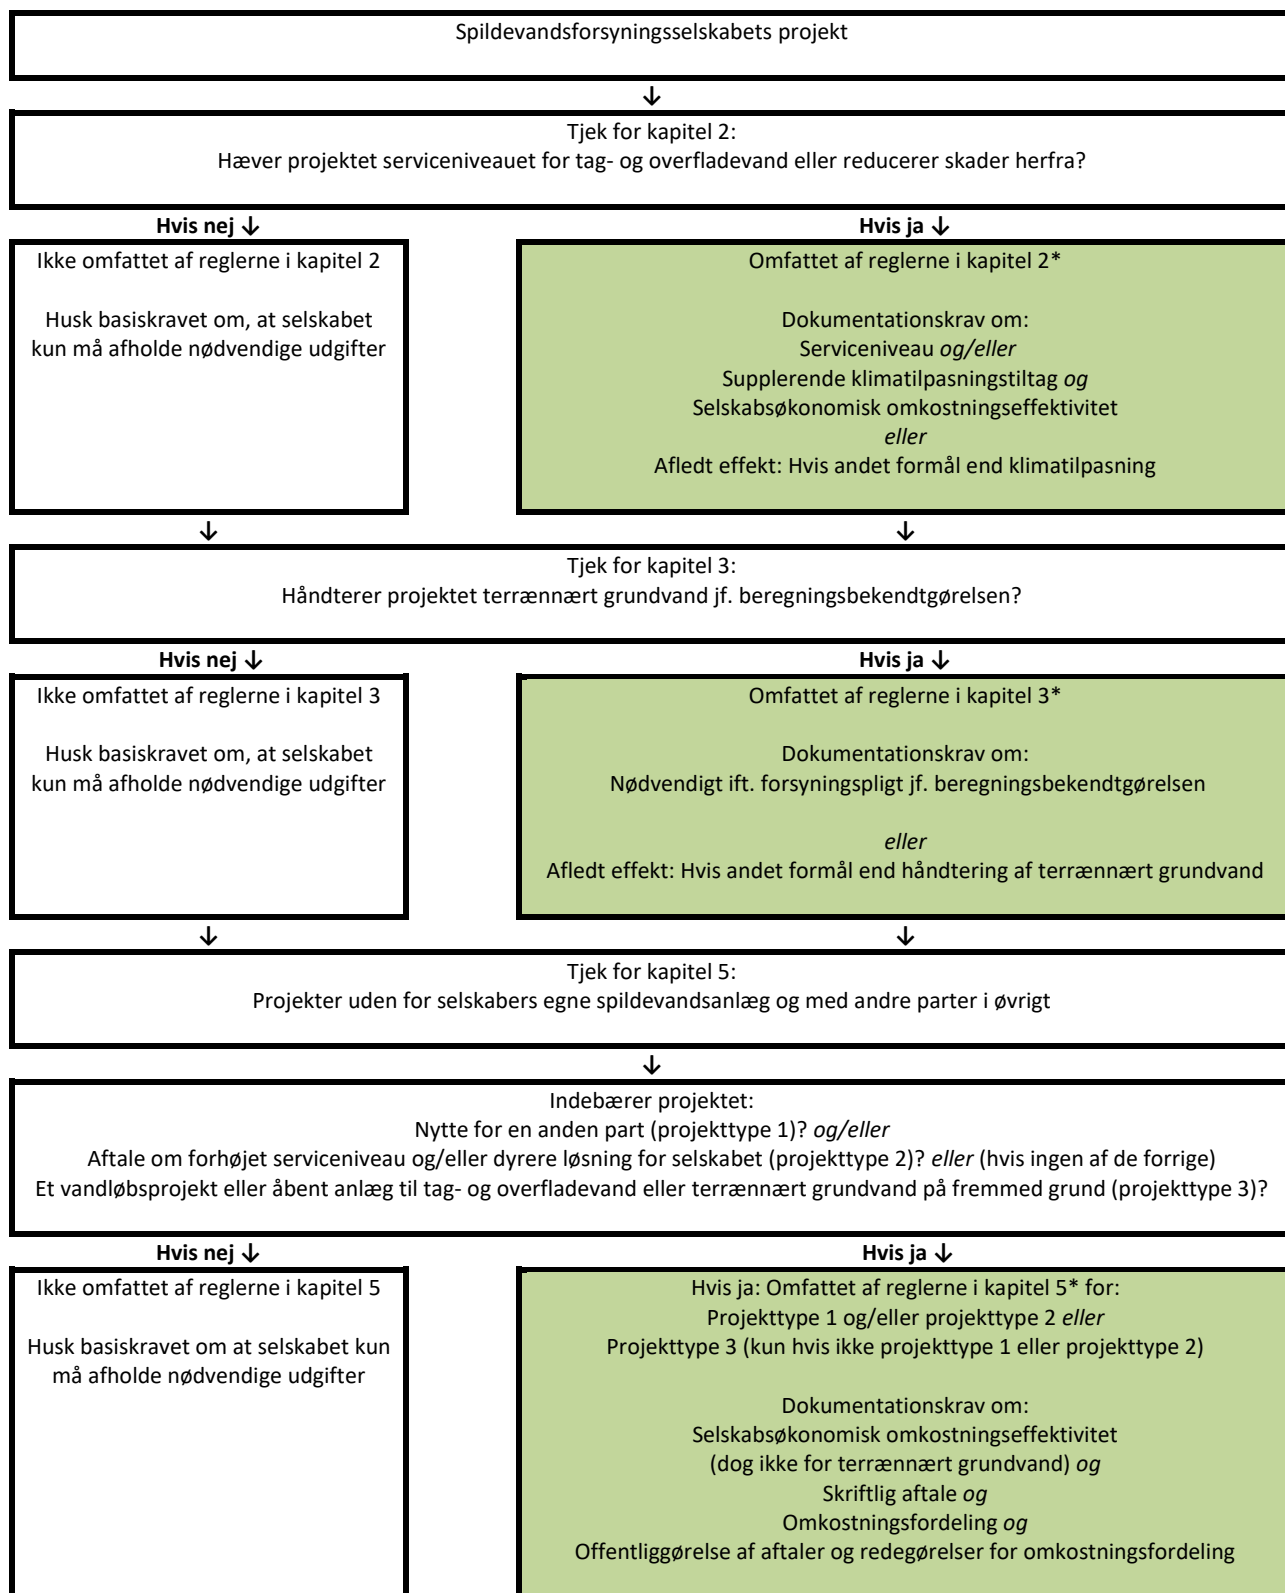 Spildevandsforsyningsselskabets projekt
↓
Tjek for kapitel 2:
Hæver projektet serviceniveauet for tag- og overfladevand eller reducerer skader herfra?
Hvis nej ↓
Ikke omfattet af reglerne i kapitel 2
Husk basiskravet om, at selskabet
kun må afholde nødvendige udgifter
Hvis ja ↓
Omfattet af reglerne i kapitel 2*
Dokumentationskrav om:
Serviceniveau og/eller
Supplerende klimatilpasningstiltag og
Selskabsøkonomisk omkostningseffektivitet
eller
Afledt effekt: Hvis andet formål end klimatilpasning
↓
↓
Tjek for kapitel 3:
Håndterer projektet terrænnært grundvand jf. beregningsbekendtgørelsen?
Hvis nej ↓
Ikke omfattet af reglerne i kapitel 3
Husk basiskravet om, at selskabet
kun må afholde nødvendige udgifter
Hvis ja ↓
Omfattet af reglerne i kapitel 3*
Dokumentationskrav om:
Nødvendigt ift. forsyningspligt jf. beregningsbekendtgørelsen
eller
Afledt effekt: Hvis andet formål end håndtering af terrænnært grundvand
↓
↓
Tjek for kapitel 5:
Projekter uden for selskabers egne spildevandsanlæg og med andre parter i øvrigt
↓
Indebærer projektet:
Nytte for en anden part (projekttype 1)? og/eller
Aftale om forhøjet serviceniveau og/eller dyrere løsning for selskabet (projekttype 2)? eller (hvis ingen af de forrige)
Et vandløbsprojekt eller åbent anlæg til tag- og overfladevand eller terrænnært grundvand på fremmed grund (projekttype 3)?
Hvis nej ↓
Ikke omfattet af reglerne i kapitel 5
Husk basiskravet om at selskabet kun
må afholde nødvendige udgifter
Hvis ja ↓
Hvis ja: Omfattet af reglerne i kapitel 5* for:
Projekttype 1 og/eller projekttype 2 eller
Projekttype 3 (kun hvis ikke projekttype 1 eller projekttype 2)
Dokumentationskrav om:
Selskabsøkonomisk omkostningseffektivitet
(dog ikke for terrænnært grundvand) og
Skriftlig aftale og
Omkostningsfordeling og
Offentliggørelse af aftaler og redegørelser for omkostningsfordeling